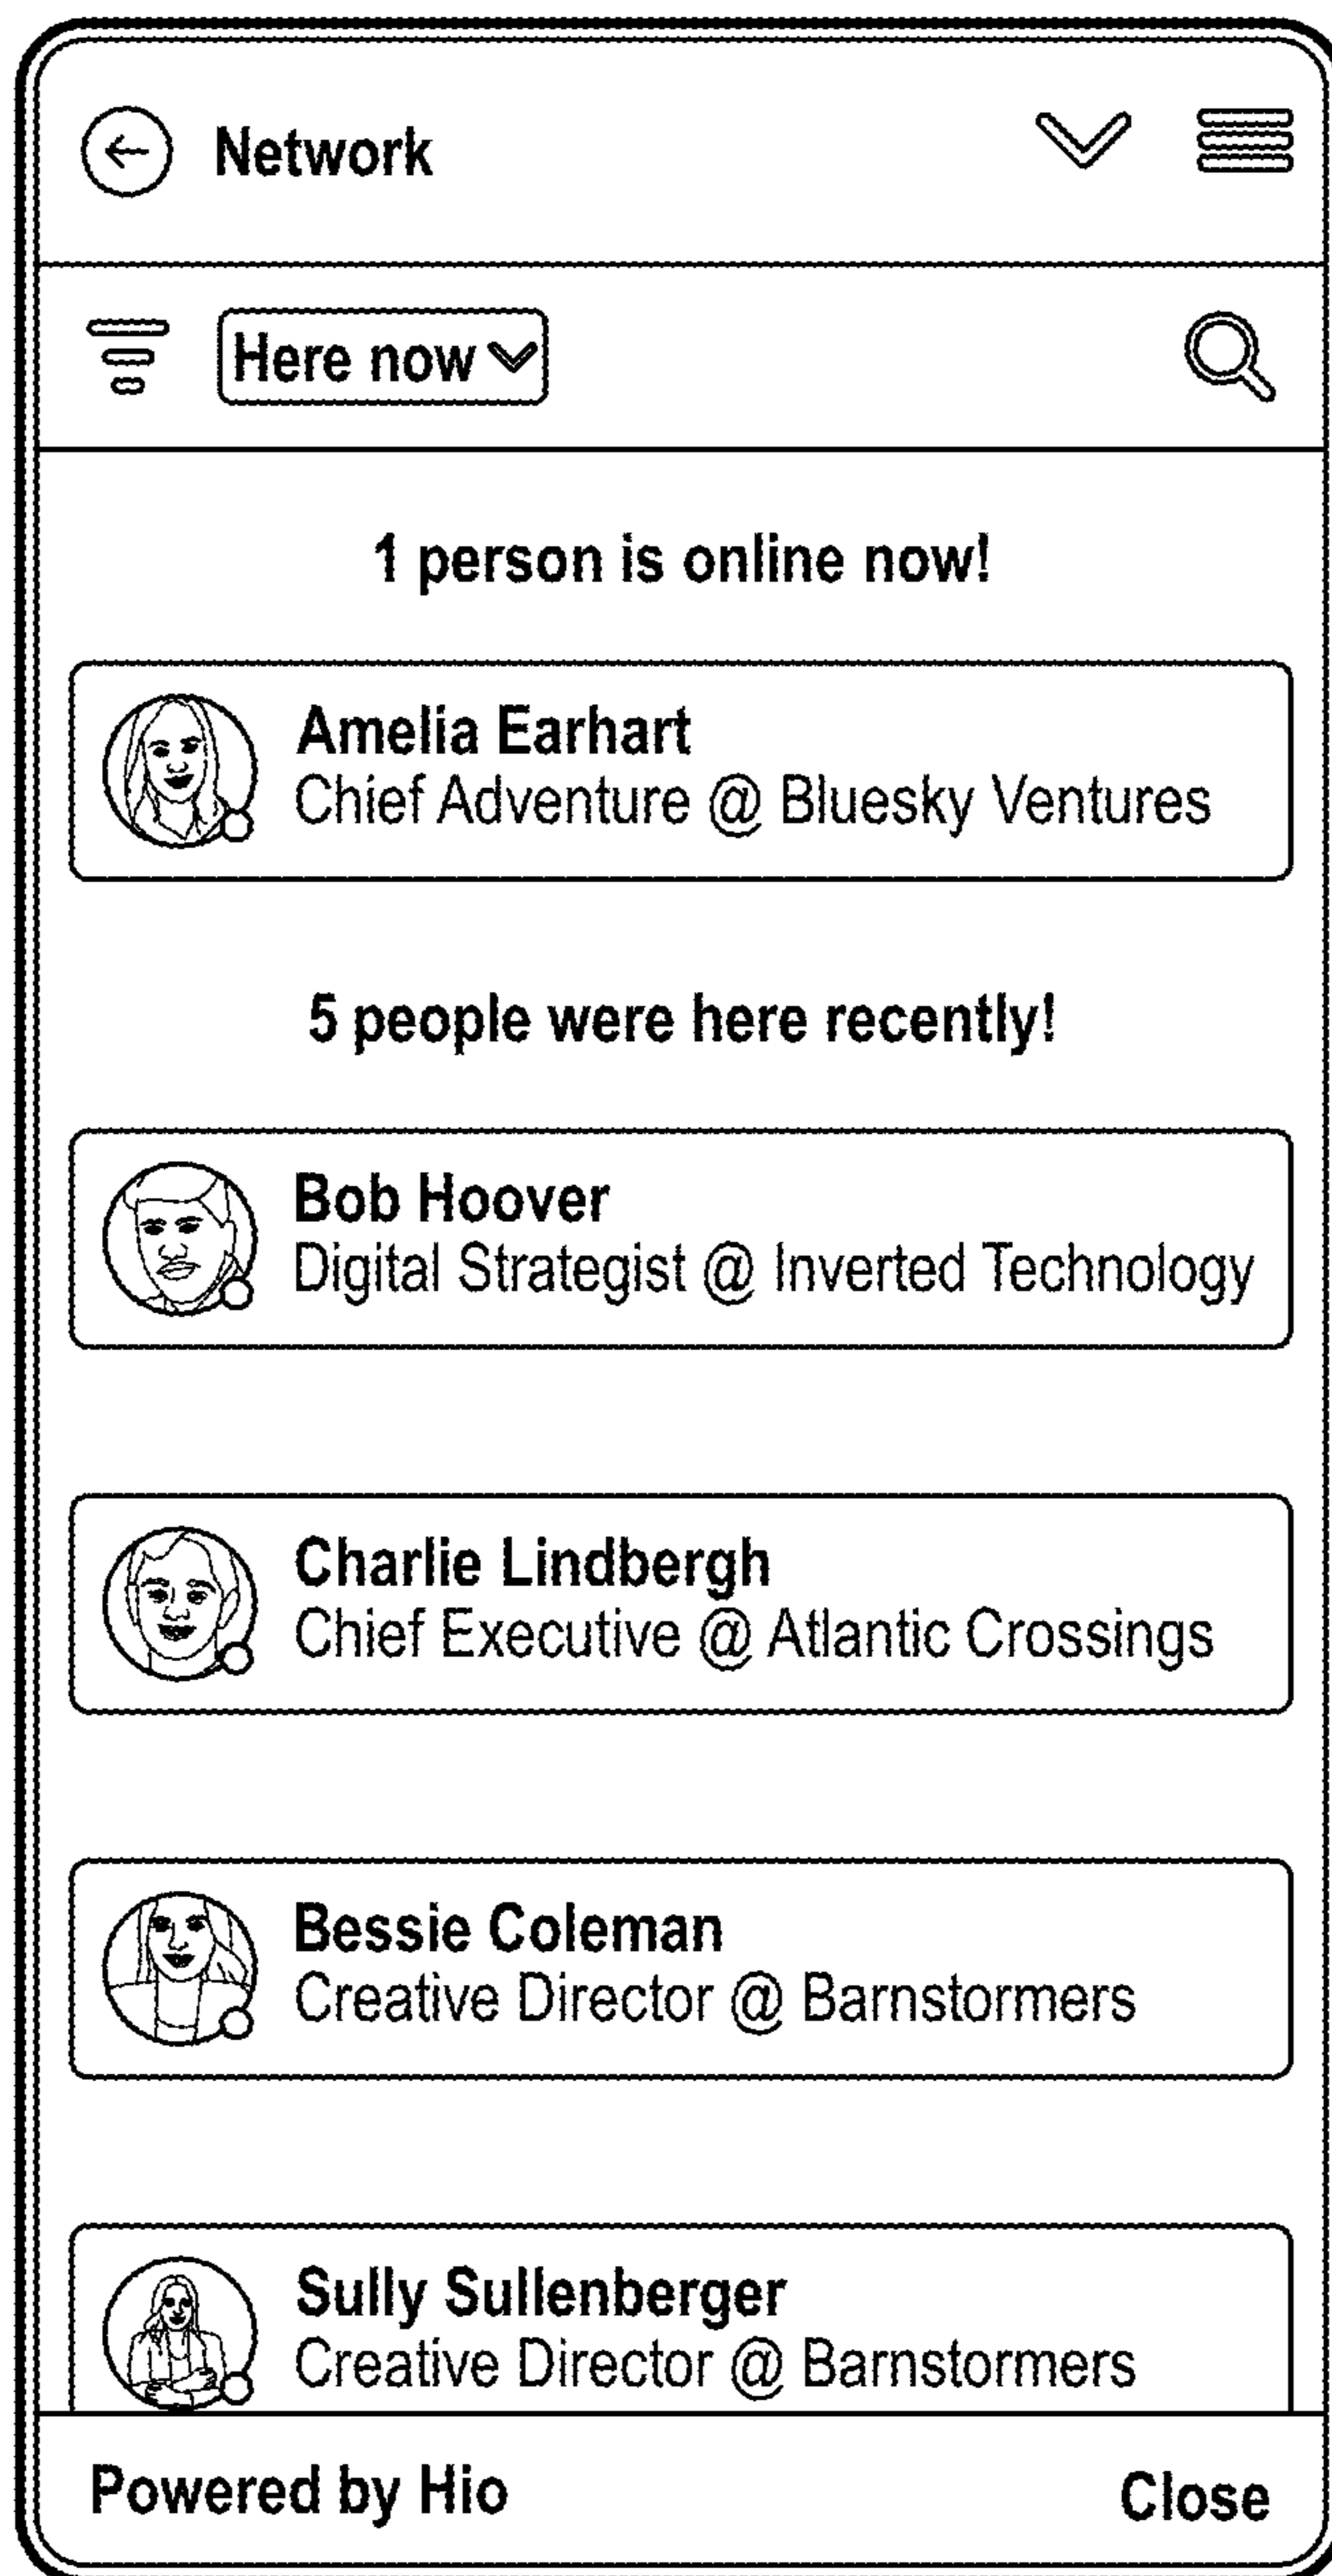 Network
Here now
1 person is online now!
Amelia Earhart
Chief Adventure @ Bluesky Ventures
5 people were here recently!
Bob Hoover
Digital Strategist @ Inverted Technology
Charlie Lindbergh
Chief Executive @ Atlantic Crossings
Bessie Coleman
Creative Director @ Barnstormers
Sully Sullenberger
Creative Director @ Barnstormers
Powered by Hio
Close